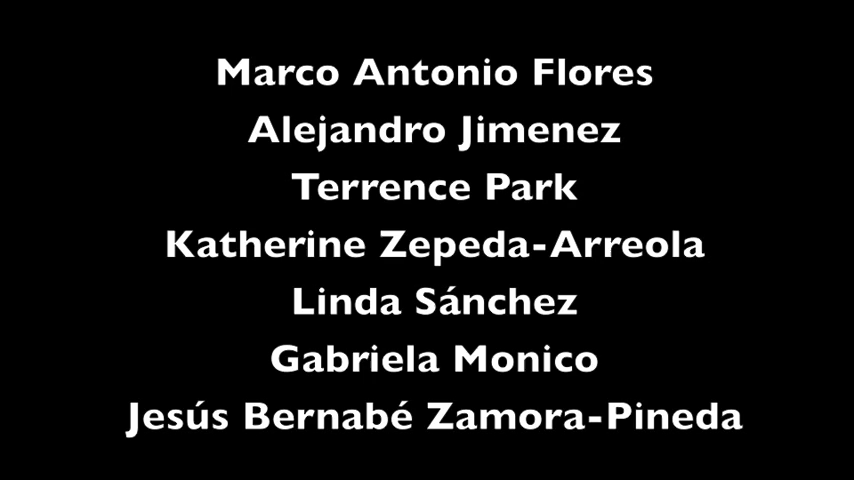 Marco Antonio Flores
Alejandro Jimenez
Terrence Park
Katherine Zepeda-Arreola
Linda Sánchez
Gabriela Monico
Jesús Bernabé Zamora-Pineda